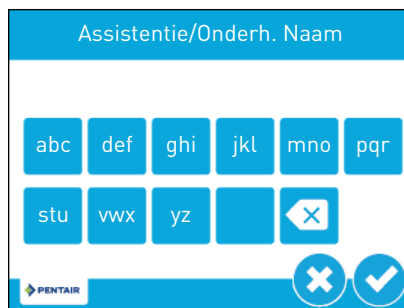 Assistentie/Onderh. Naam
abc def ghi jkl mno pqr
stu vwx yz
PENTAIR